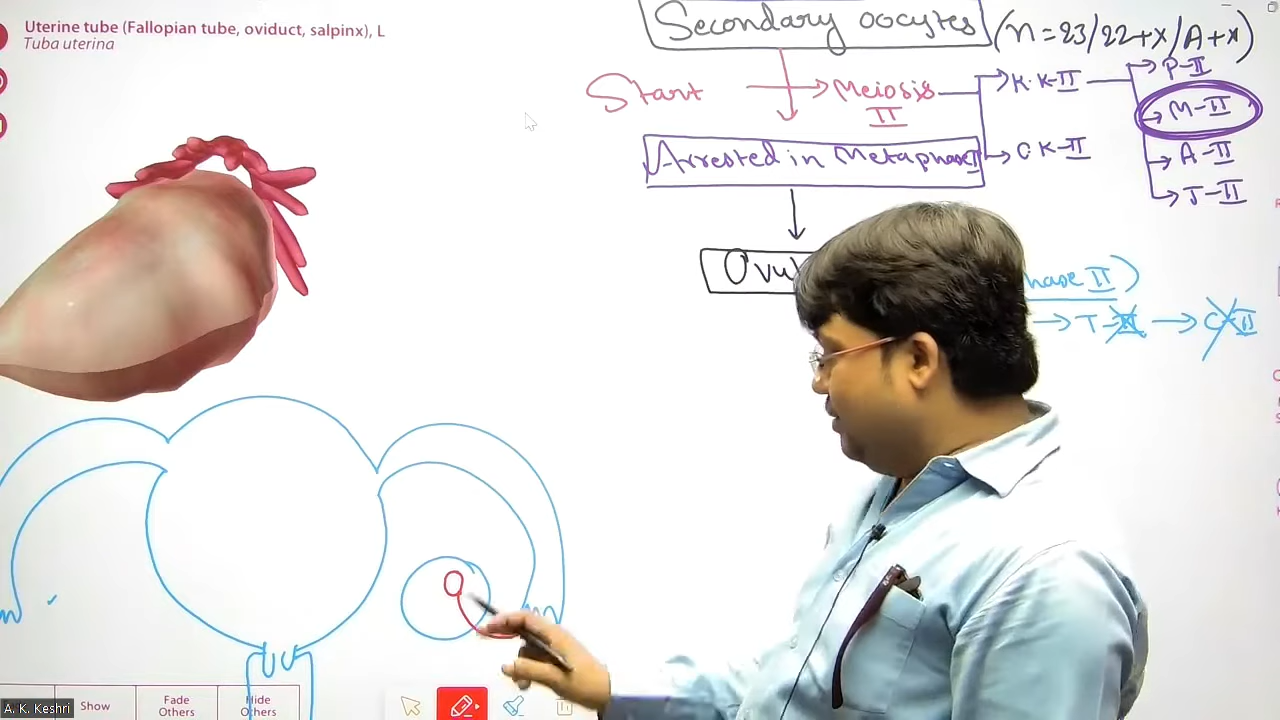 Uterine tube (Fallopian tube, oviduct, salpinx), L
Tuba uterina
Secondary oocytes (n=23/22+x/A+x)
Start → Meiosis II
K.K-II
P-II
M-II
A-II
T-II
C.K-II
Arrested in Metaphase II
hase II)
→ T-II → C-II
A. K. Keshri
Show
Fade Others
Hide Others